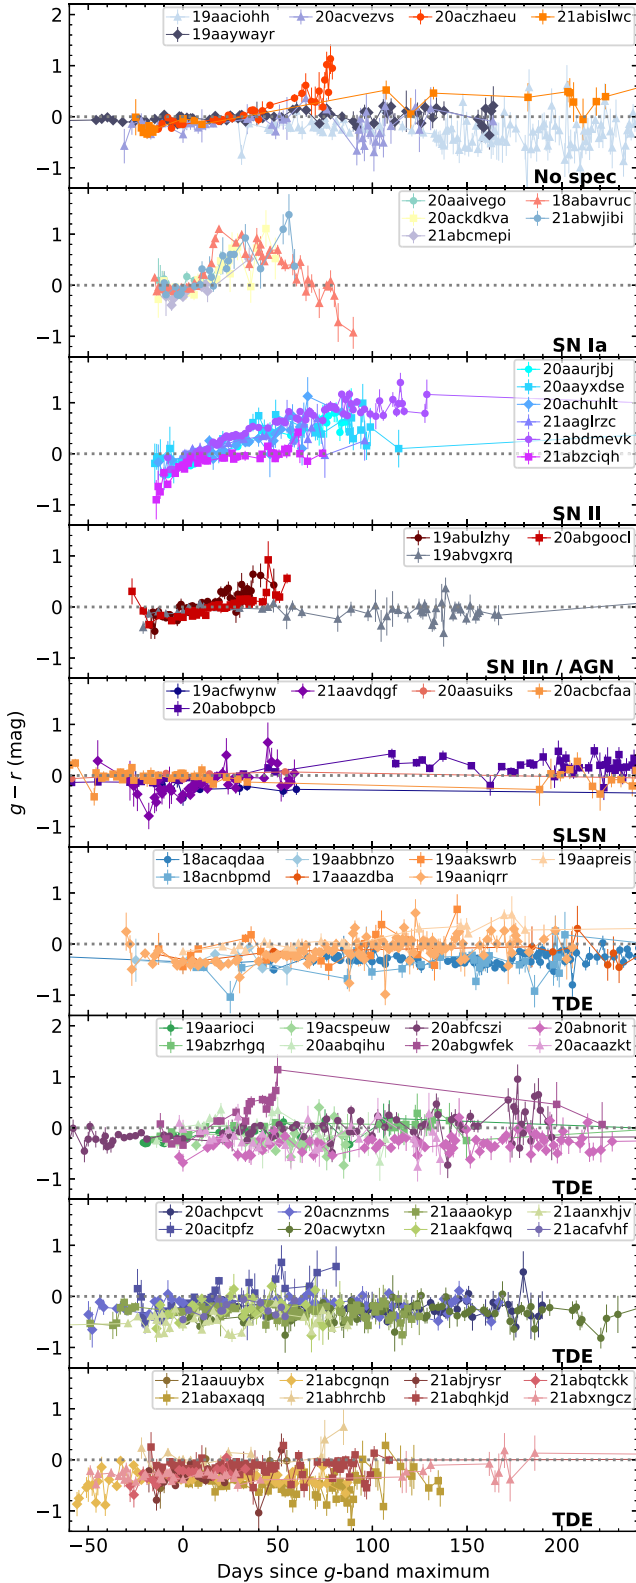 2
19aaciohh 20acvezvs 20aczhaeu 21abislwc
19aaywayr
1
0
−1
No spec
20aaivego 18abavruc
20ackdkva 21abwjibi
21abcmepi
1
0
−1
SN Ia
20aaurjbj
20aayxdse
20achuhlt
21aaglrzc
21abdmevk
21abzciqh
1
0
−1
SN II
19abulzhy 20abgoocl
19abvgxrq
1
0
−1
SN IIn / AGN
19acfwynw 21aavdqgf 20aasuiks 20acbcfaa
20abobpcb
1
0
−1
SLSN
g − r (mag)
18acaqdaa 19aabbnzo 19aakswrb 19aapreis
18acnbpmd 17aaazdba 19aaniqrr
1
0
−1
TDE
2
19aarioci 19acspeuw 20abfcszi 20abnorit
19abzrhgq 20aabqihu 20abgwfek 20acaazkt
1
0
−1
TDE
20achpcvt 20acnznms 21aaaokyp 21aanxhjv
20acitpfz 20acwytxn 21aakfqwq 21acafvhf
1
0
−1
TDE
21aauuybx 21abcgnqn 21abjrysr 21abqtckk
21abaxaqq 21abhrchb 21abqhkjd 21abxngcz
1
0
−1
TDE
−50 0 50 100 150 200
Days since g-band maximum